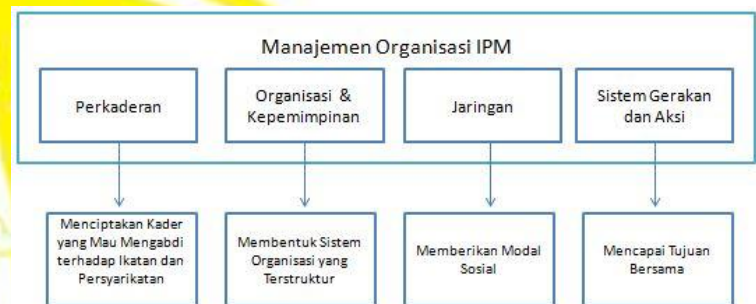 Manajemen Organisasi IPM
Perkaderan
Organisasi &
Kepemimpinan
Jaringan
Sistem Gerakan
dan Aksi
Menciptakan Kader
yang Mau Mengabdi
terhadap Ikatan dan
Persyarikatan
Membentuk Sistem
Organisasi yang
Terstruktur
Memberikan Modal
Sosial
Mencapai Tujuan
Bersama